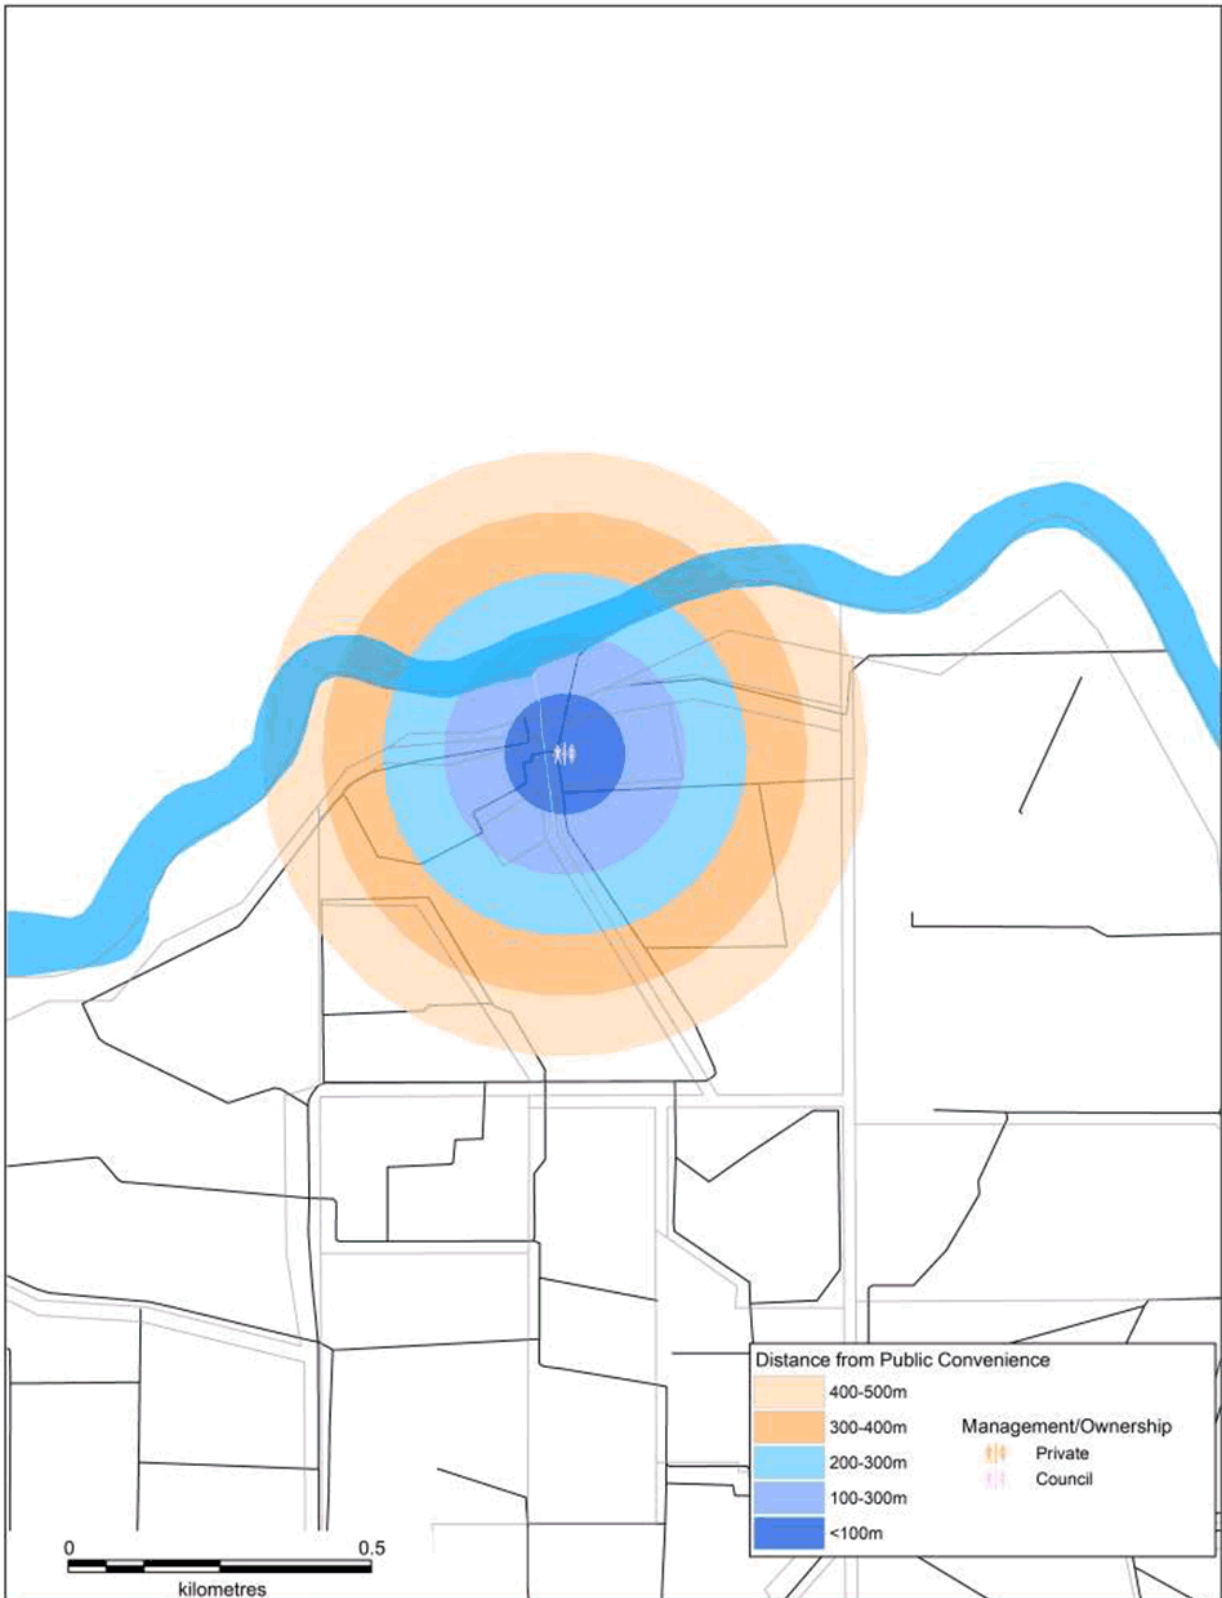 Distance from Public Convenience
400-500m
300-400m
200-300m
100-300m
<100m
Management/Ownership
Private
Council
0 0.5
kilometres